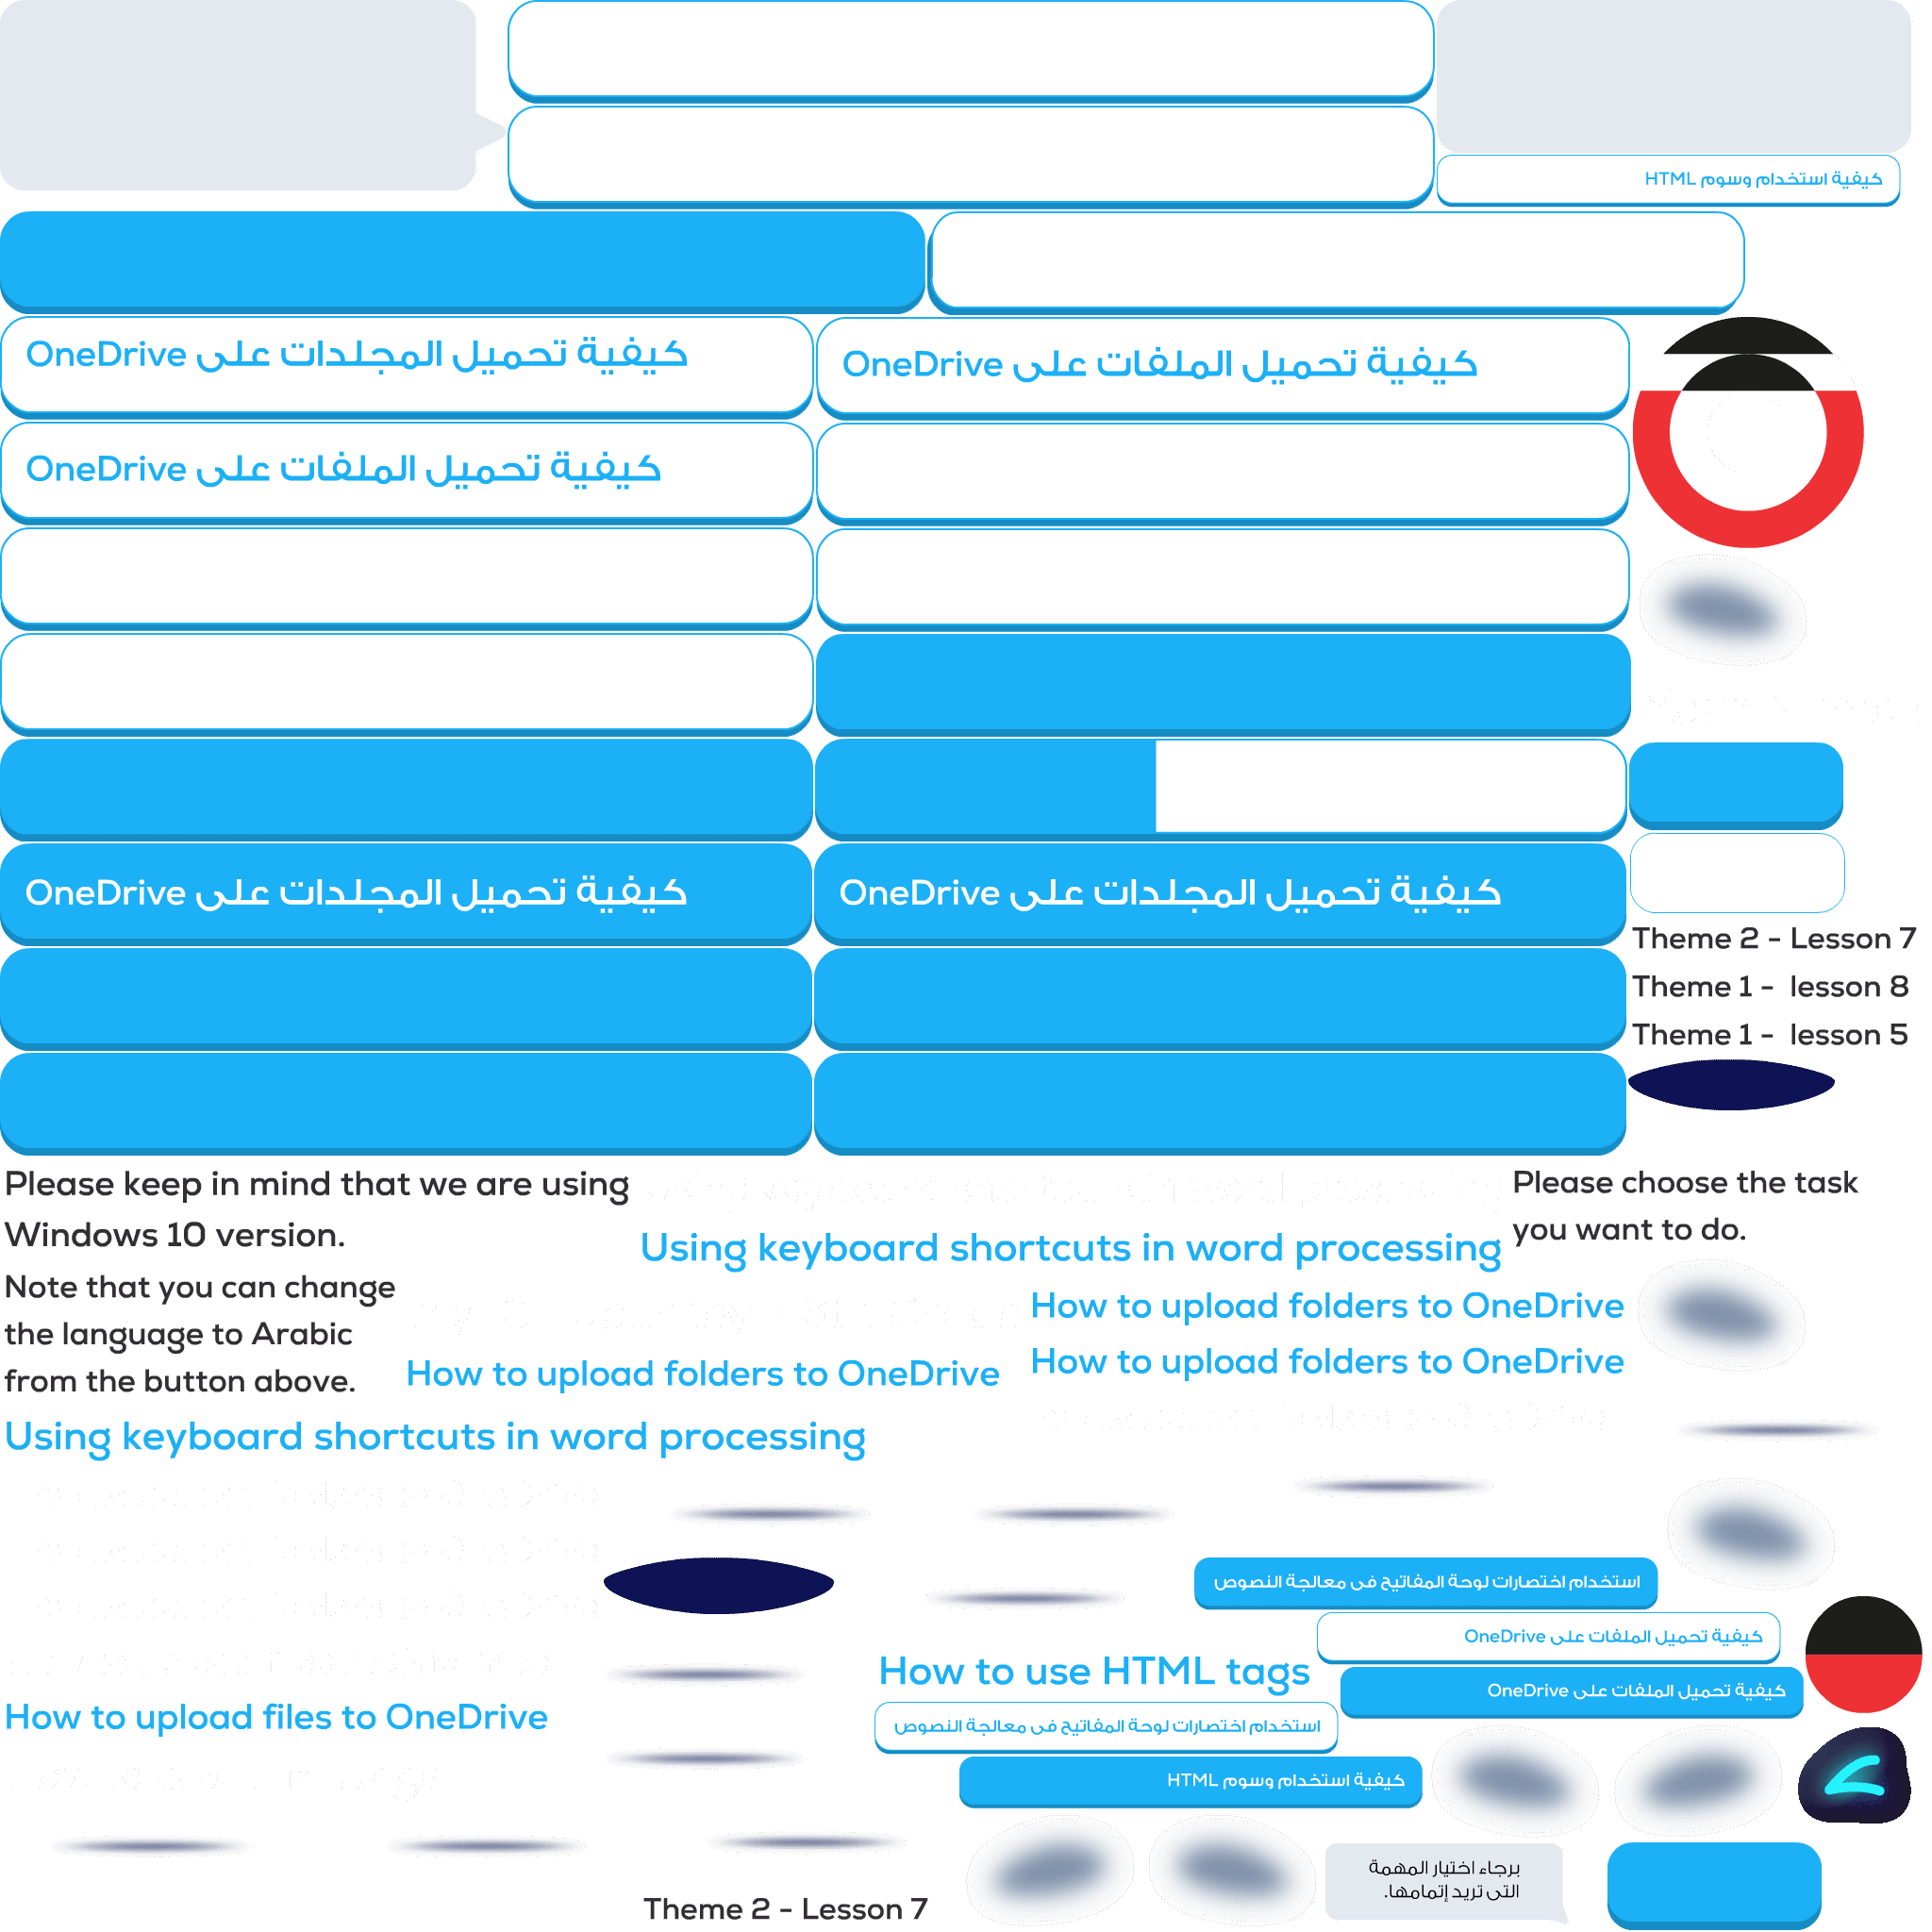 كيفية استخدام وسوم HTML
كيفية تحميل المجلدات على OneDrive
كيفية تحميل الملفات على OneDrive
كيفية تحميل الملفات على OneDrive
كيفية تحميل المجلدات على OneDrive
كيفية تحميل المجلدات على OneDrive
Theme 2 - Lesson 7
Theme 1 - lesson 8
Theme 1 - lesson 5
Please keep in mind that we are using
Windows 10 version.
Please choose the task
you want to do.
Using keyboard shortcuts in word processing
Note that you can change
the language to Arabic
from the button above.
How to upload folders to OneDrive
How to upload folders to OneDrive
How to upload folders to OneDrive
Using keyboard shortcuts in word processing
استخدام اختصارات لوحة المفاتيح فى معالجة النصوص
كيفية تحميل الملفات على OneDrive
How to use HTML tags
كيفية تحميل الملفات على OneDrive
How to upload files to OneDrive
استخدام اختصارات لوحة المفاتيح فى معالجة النصوص
كيفية استخدام وسوم HTML
برجاء اختيار المهمة
التى تريد إتمامها.
Theme 2 - Lesson 7